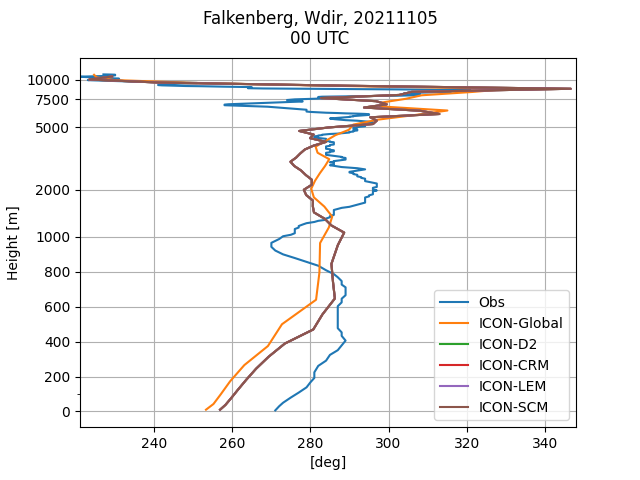 Falkenberg, Wdir, 20211105
00 UTC
Height [m]
10000
7500
5000
2000
1000
800
600
400
200
0
Obs
ICON-Global
ICON-D2
ICON-CRM
ICON-LEM
ICON-SCM
240
260
280
300
320
340
[deg]